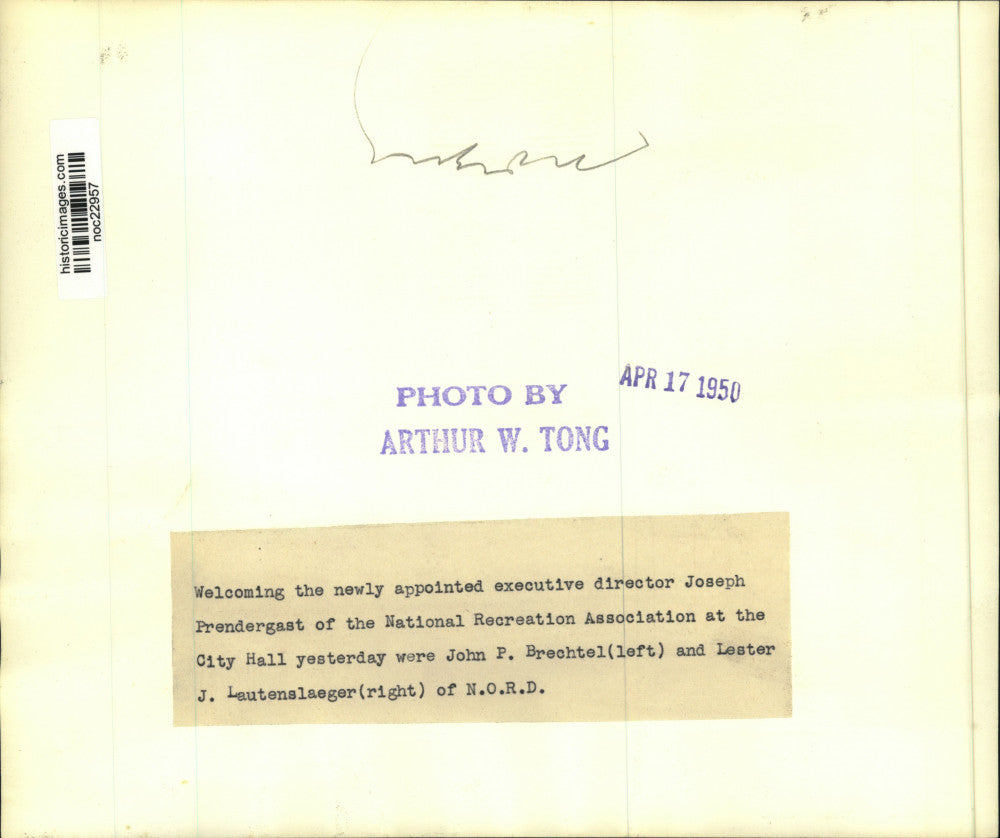 historicimages.com
noc22957
PHOTO BY
ARTHUR W. TONG
APR 17 1950
Welcoming the newly appointed executive director Joseph
Prendergast of the National Recreation Association at the
City Hall yesterday were John P. Brechtel(left) and Lester
J. Lautenslaeger(right) of N.O.R.D.